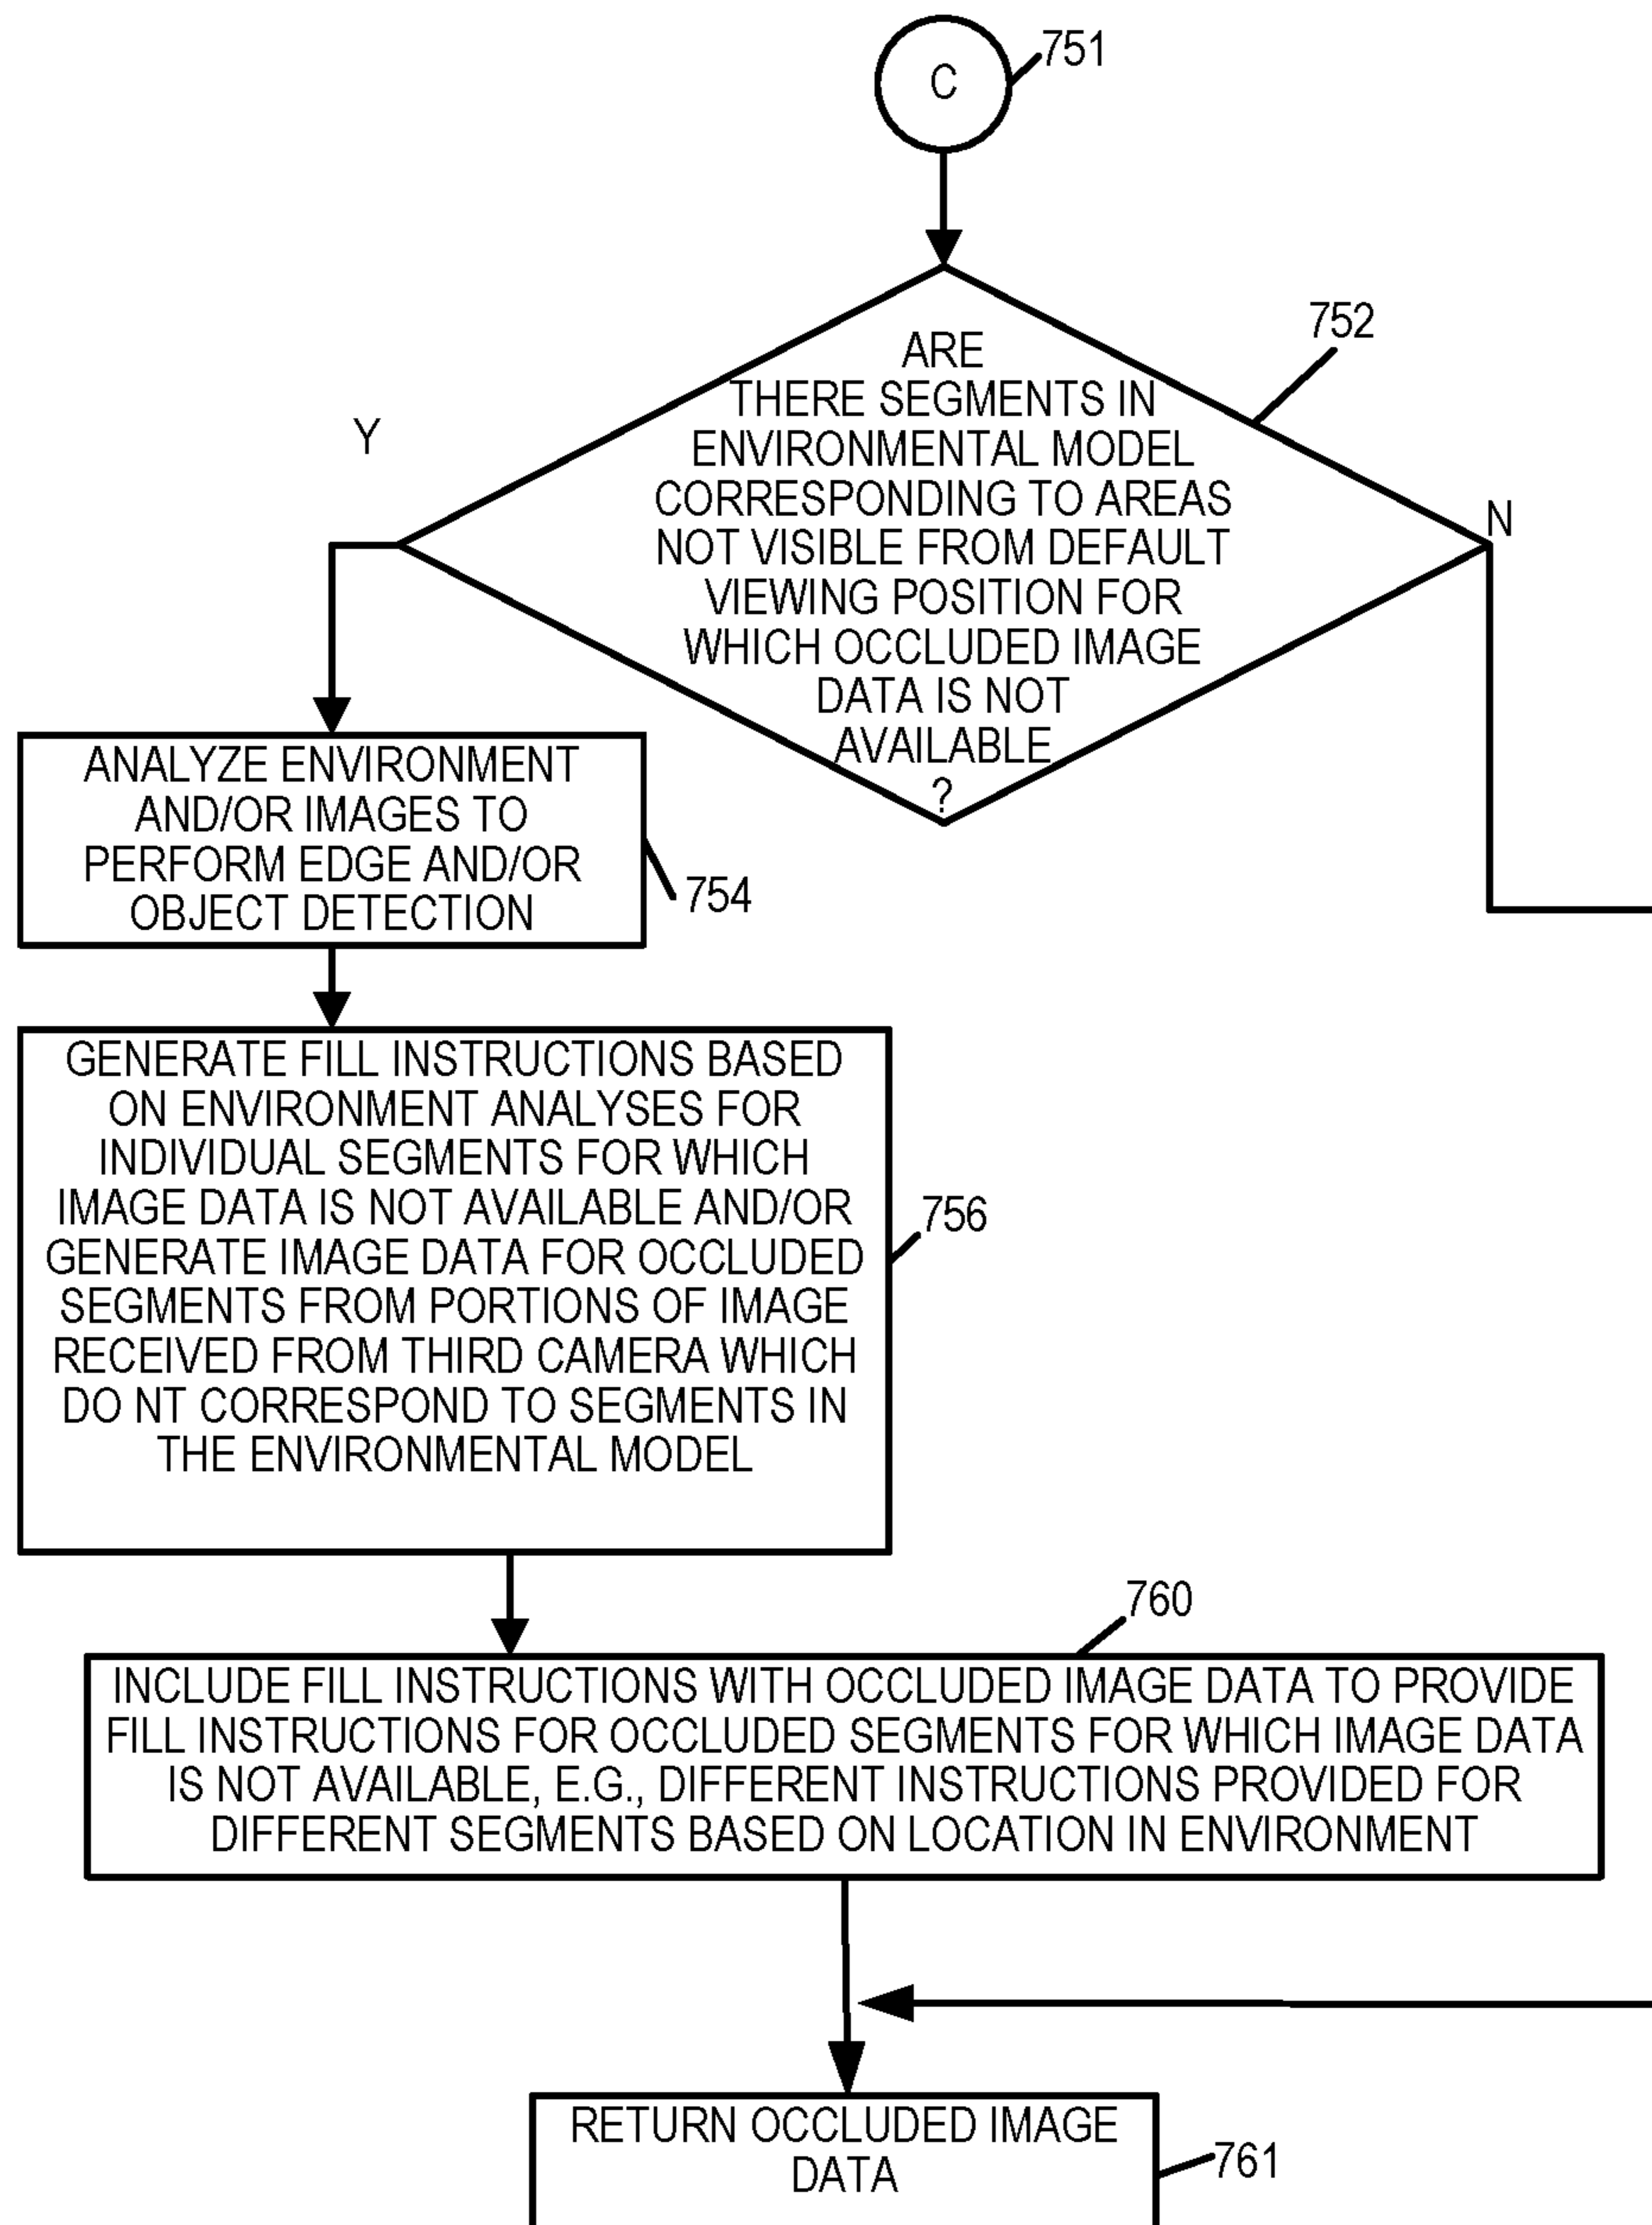 C
751
752
ARE
THERE SEGMENTS IN
ENVIRONMENTAL MODEL
CORRESPONDING TO AREAS
NOT VISIBLE FROM DEFAULT
VIEWING POSITION FOR
WHICH OCCLUDED IMAGE
DATA IS NOT
AVAILABLE
?
Y
N
ANALYZE ENVIRONMENT
AND/OR IMAGES TO
PERFORM EDGE AND/OR
OBJECT DETECTION
754
GENERATE FILL INSTRUCTIONS BASED
ON ENVIRONMENT ANALYSES FOR
INDIVIDUAL SEGMENTS FOR WHICH
IMAGE DATA IS NOT AVAILABLE AND/OR
GENERATE IMAGE DATA FOR OCCLUDED
SEGMENTS FROM PORTIONS OF IMAGE
RECEIVED FROM THIRD CAMERA WHICH
DO NT CORRESPOND TO SEGMENTS IN
THE ENVIRONMENTAL MODEL
756
760
INCLUDE FILL INSTRUCTIONS WITH OCCLUDED IMAGE DATA TO PROVIDE
FILL INSTRUCTIONS FOR OCCLUDED SEGMENTS FOR WHICH IMAGE DATA
IS NOT AVAILABLE, E.G., DIFFERENT INSTRUCTIONS PROVIDED FOR
DIFFERENT SEGMENTS BASED ON LOCATION IN ENVIRONMENT
RETURN OCCLUDED IMAGE
DATA
761